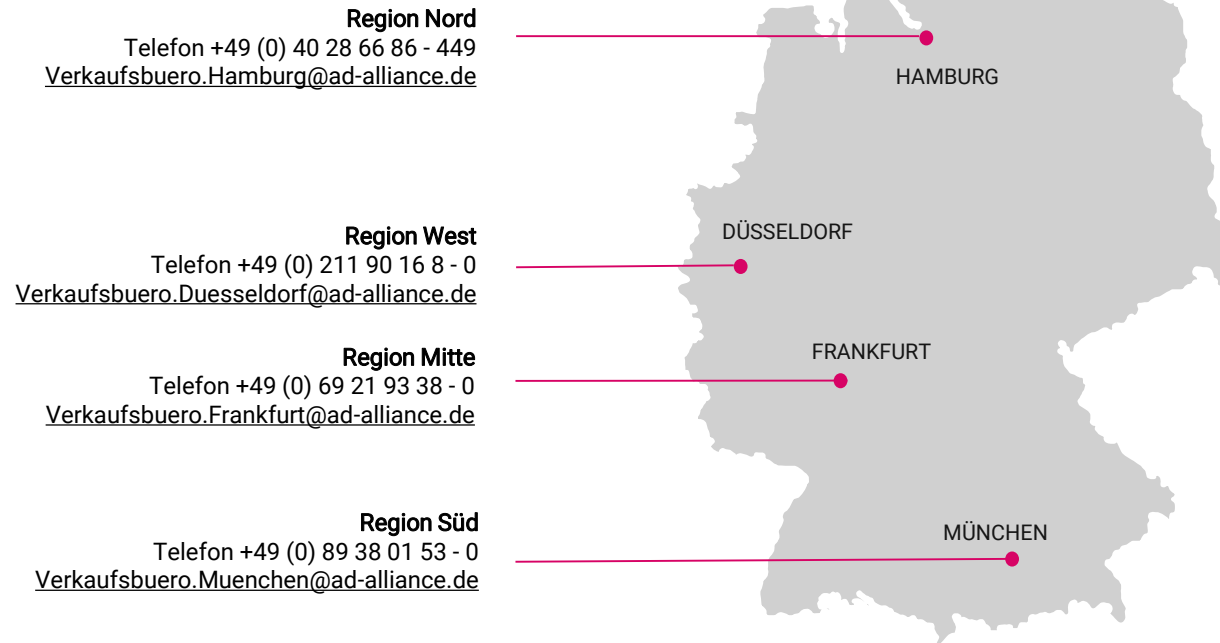 Region Nord
Telefon +49 (0) 40 28 66 86 - 449
Verkaufsbuero.Hamburg@ad-alliance.de
HAMBURG
Region West
Telefon +49 (0) 211 90 16 8 - 0
Verkaufsbuero.Duesseldorf@ad-alliance.de
DÜSSELDORF
Region Mitte
Telefon +49 (0) 69 21 93 38 - 0
Verkaufsbuero.Frankfurt@ad-alliance.de
FRANKFURT
Region Süd
Telefon +49 (0) 89 38 01 53 - 0
Verkaufsbuero.Muenchen@ad-alliance.de
MÜNCHEN